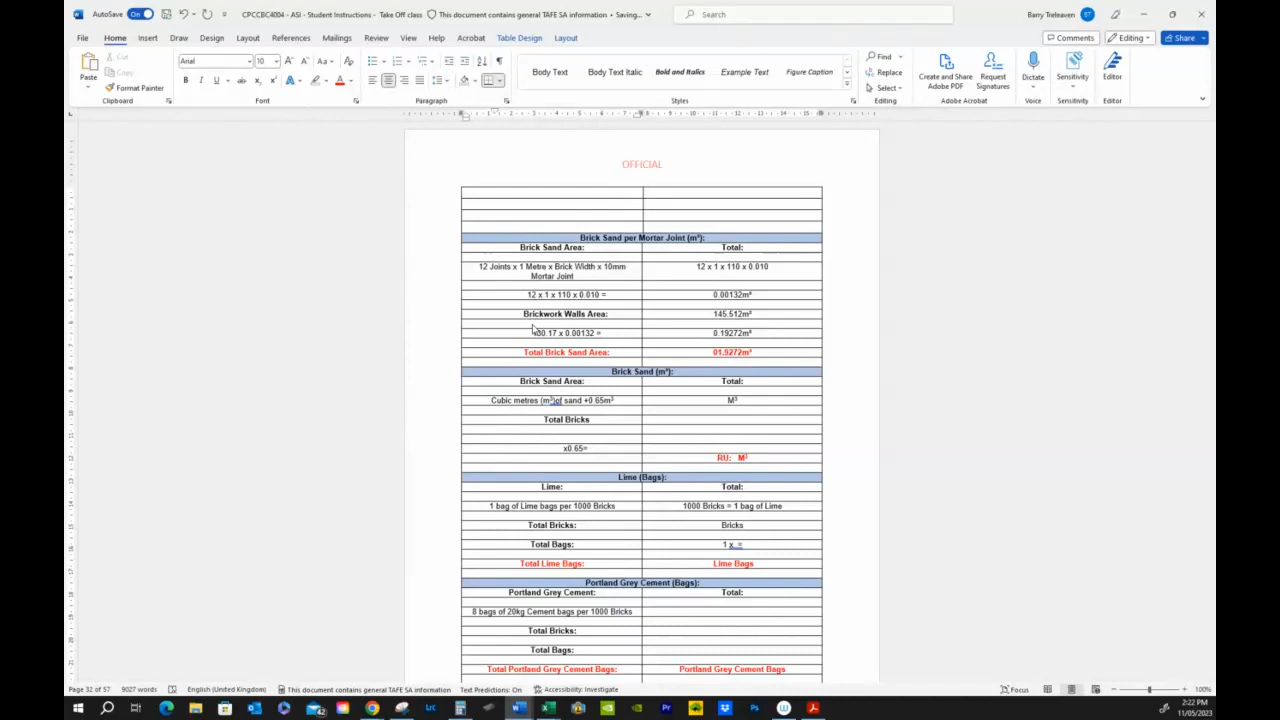 AutoSave On CPCCBC4004 - ASI - Student Instructions - Take Off class This document contains general TAFE SA information • Saving... Search Barry Treleaven BT
File Home Insert Draw Design Layout References Mailings Review View Help Acrobat Table Design Layout Comments Editing Share
Paste Cut Copy Format Painter Arial 10 Body Text Body Text Italic Bold and Italics Example Text Figure Caption Find Replace Select Create and Share Adobe PDF Request Signatures Dictate Sensitivity Editor
Clipboard Font Paragraph Styles Editing Adobe Acrobat Voice Sensitivity Editor
OFFICIAL
Brick Sand per Mortar Joint (m³):
Brick Sand Area: Total:
12 Joints x 1 Metre x Brick Width x 10mm 12 x 1 x 110 x 0.010
Mortar Joint
12 x 1 x 110 x 0.010 = 0.00132m³
Brickwork Walls Area: 145.512m²
x0.00132 = 0.19272m³
Total Brick Sand Area: 01.9272m³
Brick Sand (m³):
Brick Sand Area: Total:
Cubic metres (m³)of sand +0.65m³ M³
Total Bricks
x0.65=
RU: M³
Lime (Bags):
Lime: Total:
1 bag of Lime bags per 1000 Bricks 1000 Bricks = 1 bag of Lime
Total Bricks: Bricks
Total Bags: 1 x =
Total Lime Bags: Lime Bags
Portland Grey Cement (Bags):
Portland Grey Cement: Total:
8 bags of 20kg Cement bags per 1000 Bricks
Total Bricks:
Total Bags:
Total Portland Grey Cement Bags: Portland Grey Cement Bags
Page 32 of 57 9027 words English (United Kingdom) This document contains general TAFE SA information Text Predictions: On Accessibility: Investigate Focus 100%
2:22 PM
11/05/2023